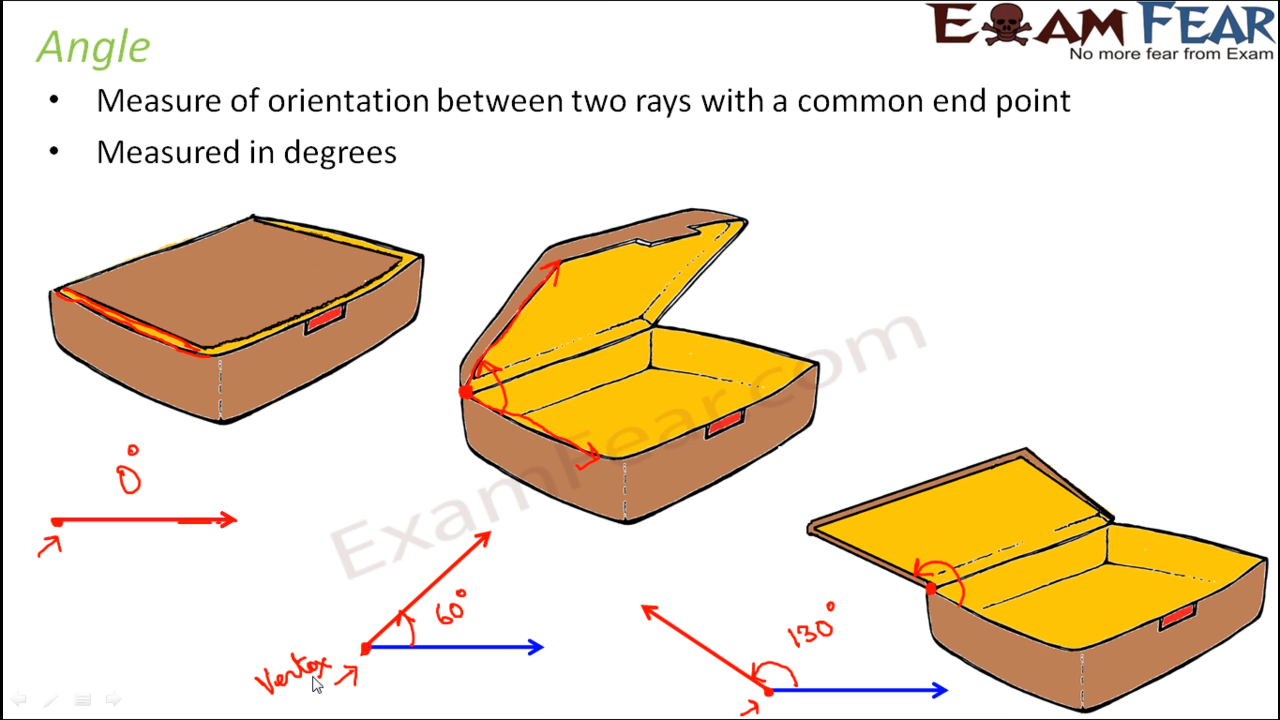 Angle
EXAM FEAR
No more fear from Exam
• Measure of orientation between two rays with a common end point
• Measured in degrees
ExamFear.com
0°
60°
Vertex
130°